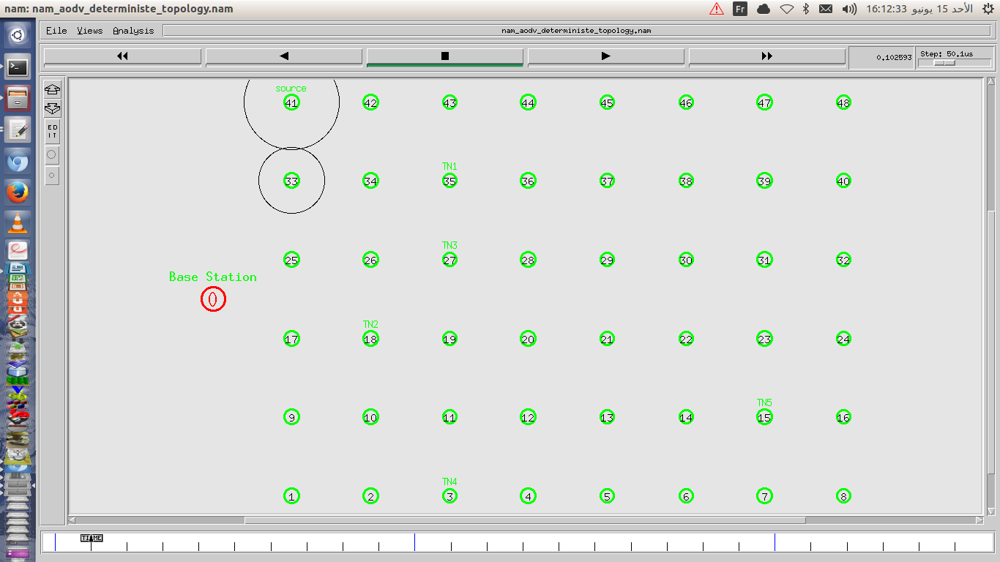 nam: nam_aodv_deterministe_topology.nam
Fr
16:12:33 الأحد 15 يونيو
File Views Analysis
nam_aodv_deterministe_topology.nam
0.102593
Step: 50.1us
ED
IT
source
41 42 43 44 45 46 47 48
TN1
33 34 35 36 37 38 39 40
TN3
25 26 27 28 29 30 31 32
Base Station
0
TN2
17 18 19 20 21 22 23 24
TN5
9 10 11 12 13 14 15 16
TN4
1 2 3 4 5 6 7 8
TIME